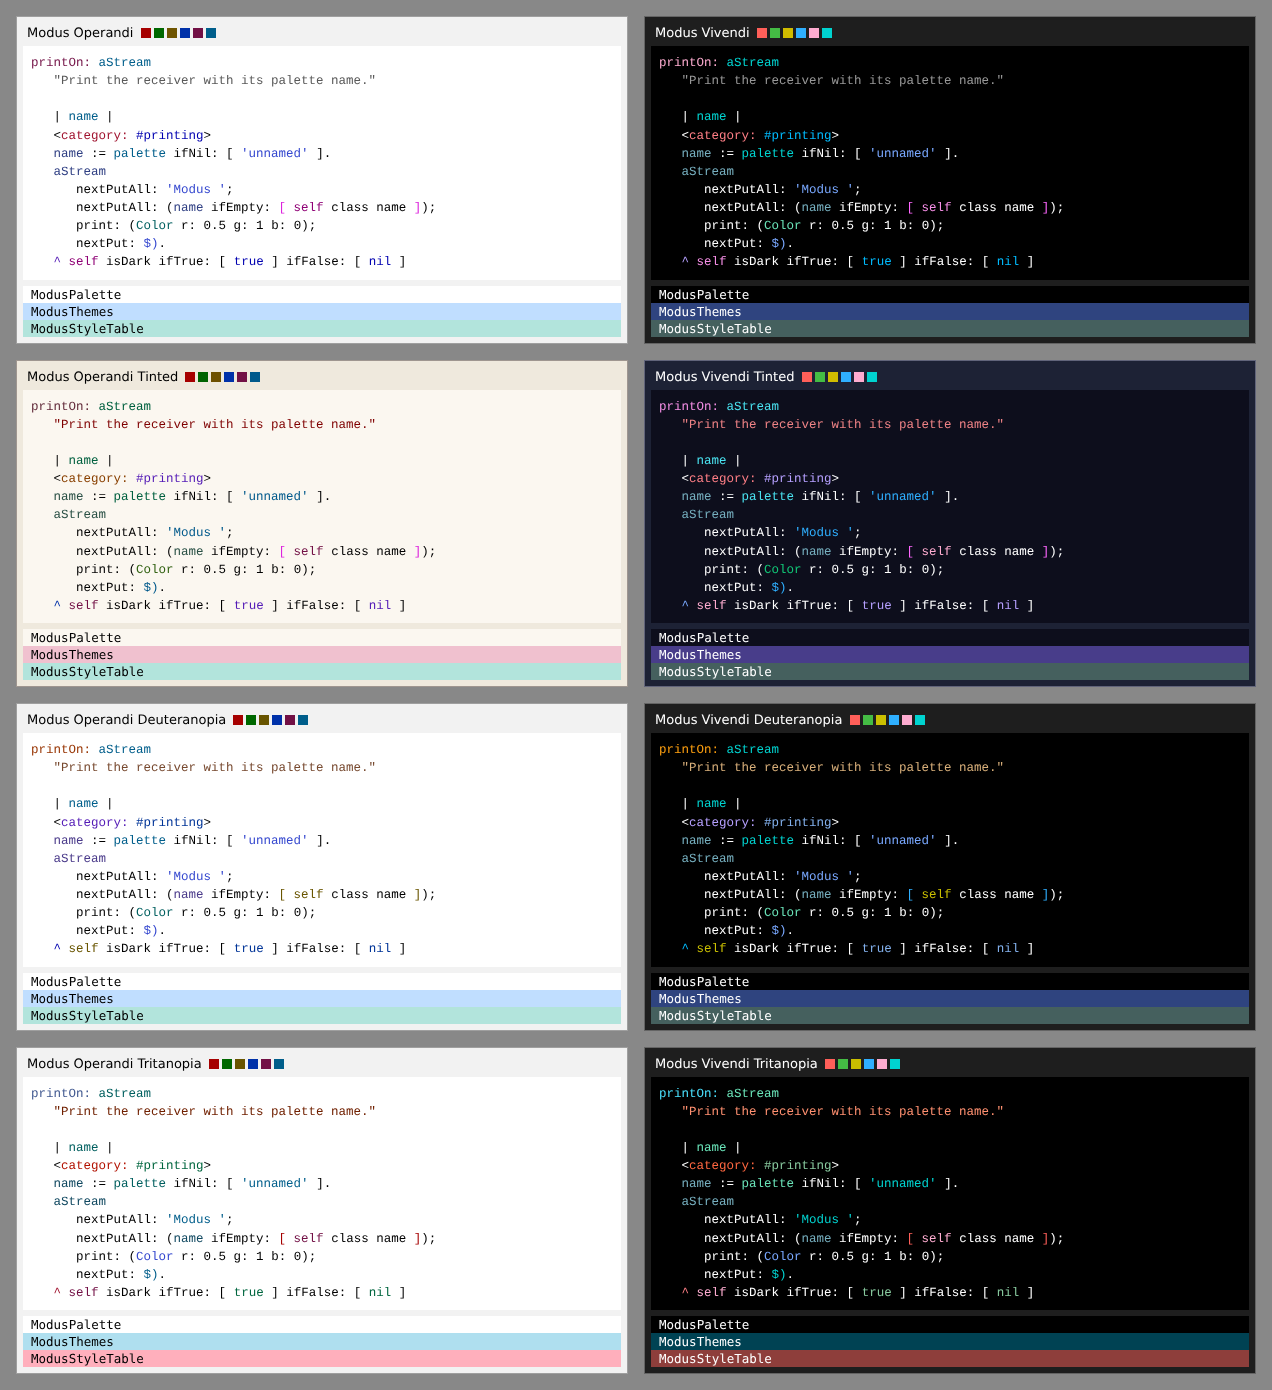 Modus Operandi
printOn: aStream
"Print the receiver with its palette name."
| name |
<category: #printing>
name := palette ifNil: [ 'unnamed' ].
aStream
nextPutAll: 'Modus ';
nextPutAll: (name ifEmpty: [ self class name ]);
print: (Color r: 0.5 g: 1 b: 0);
nextPut: $).
^ self isDark ifTrue: [ true ] ifFalse: [ nil ]
ModusPalette
ModusThemes
ModusStyleTable
Modus Vivendi
printOn: aStream
"Print the receiver with its palette name."
| name |
<category: #printing>
name := palette ifNil: [ 'unnamed' ].
aStream
nextPutAll: 'Modus ';
nextPutAll: (name ifEmpty: [ self class name ]);
print: (Color r: 0.5 g: 1 b: 0);
nextPut: $).
^ self isDark ifTrue: [ true ] ifFalse: [ nil ]
ModusPalette
ModusThemes
ModusStyleTable
Modus Operandi Tinted
printOn: aStream
"Print the receiver with its palette name."
| name |
<category: #printing>
name := palette ifNil: [ 'unnamed' ].
aStream
nextPutAll: 'Modus ';
nextPutAll: (name ifEmpty: [ self class name ]);
print: (Color r: 0.5 g: 1 b: 0);
nextPut: $).
^ self isDark ifTrue: [ true ] ifFalse: [ nil ]
ModusPalette
ModusThemes
ModusStyleTable
Modus Vivendi Tinted
printOn: aStream
"Print the receiver with its palette name."
| name |
<category: #printing>
name := palette ifNil: [ 'unnamed' ].
aStream
nextPutAll: 'Modus ';
nextPutAll: (name ifEmpty: [ self class name ]);
print: (Color r: 0.5 g: 1 b: 0);
nextPut: $).
^ self isDark ifTrue: [ true ] ifFalse: [ nil ]
ModusPalette
ModusThemes
ModusStyleTable
Modus Operandi Deuteranopia
printOn: aStream
"Print the receiver with its palette name."
| name |
<category: #printing>
name := palette ifNil: [ 'unnamed' ].
aStream
nextPutAll: 'Modus ';
nextPutAll: (name ifEmpty: [ self class name ]);
print: (Color r: 0.5 g: 1 b: 0);
nextPut: $).
^ self isDark ifTrue: [ true ] ifFalse: [ nil ]
ModusPalette
ModusThemes
ModusStyleTable
Modus Vivendi Deuteranopia
printOn: aStream
"Print the receiver with its palette name."
| name |
<category: #printing>
name := palette ifNil: [ 'unnamed' ].
aStream
nextPutAll: 'Modus ';
nextPutAll: (name ifEmpty: [ self class name ]);
print: (Color r: 0.5 g: 1 b: 0);
nextPut: $).
^ self isDark ifTrue: [ true ] ifFalse: [ nil ]
ModusPalette
ModusThemes
ModusStyleTable
Modus Operandi Tritanopia
printOn: aStream
"Print the receiver with its palette name."
| name |
<category: #printing>
name := palette ifNil: [ 'unnamed' ].
aStream
nextPutAll: 'Modus ';
nextPutAll: (name ifEmpty: [ self class name ]);
print: (Color r: 0.5 g: 1 b: 0);
nextPut: $).
^ self isDark ifTrue: [ true ] ifFalse: [ nil ]
ModusPalette
ModusThemes
ModusStyleTable
Modus Vivendi Tritanopia
printOn: aStream
"Print the receiver with its palette name."
| name |
<category: #printing>
name := palette ifNil: [ 'unnamed' ].
aStream
nextPutAll: 'Modus ';
nextPutAll: (name ifEmpty: [ self class name ]);
print: (Color r: 0.5 g: 1 b: 0);
nextPut: $).
^ self isDark ifTrue: [ true ] ifFalse: [ nil ]
ModusPalette
ModusThemes
ModusStyleTable